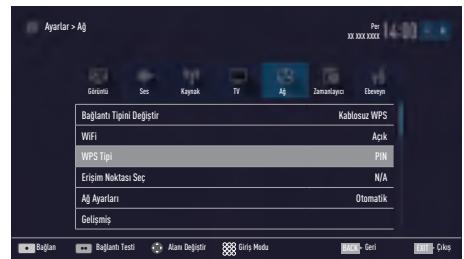 Ayarlar > Ağ
Per
XX XXX XXXX
Görüntü Ses Kaynak TV Ağ Zamanlayıcı Ebeveyn
Bağlantı Tipini Değiştir Kablosuz WPS
WiFi Açık
WPS Tipi PIN
Erişim Noktası Seç N/A
Ağ Ayarları Otomatik
Gelişmiş
Bağlan Bağlantı Testi Alanı Değiştir Giriş Modu BACK - Geri EXIT - Çıkış